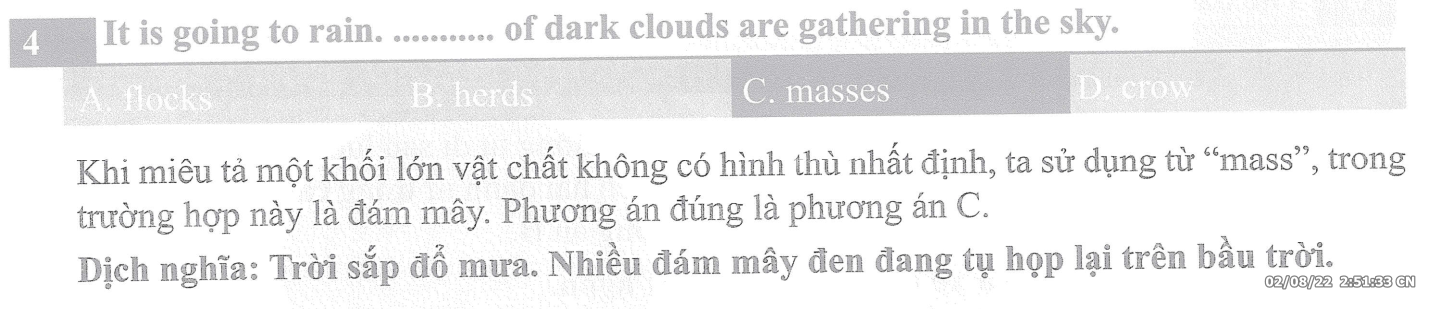 4 It is going to rain. ............ of dark clouds are gathering in the sky.
A. flocks B. herds C. masses D. crow
Khi miêu tả một khối lớn vật chất không có hình thù nhất định, ta sử dụng từ “mass”, trong
trường hợp này là đám mây. Phương án đúng là phương án C.
Dịch nghĩa: Trời sắp đổ mưa. Nhiều đám mây đen đang tụ họp lại trên bầu trời.
02/08/22 2:51:33 CN